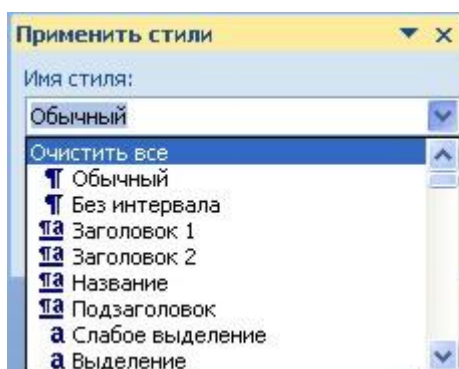 Применить стили
Имя стиля:
Обычный
Очистить все
¶ Обычный
¶ Без интервала
¶a Заголовок 1
¶a Заголовок 2
¶a Название
¶a Подзаголовок
a Слабое выделение
a Выделение